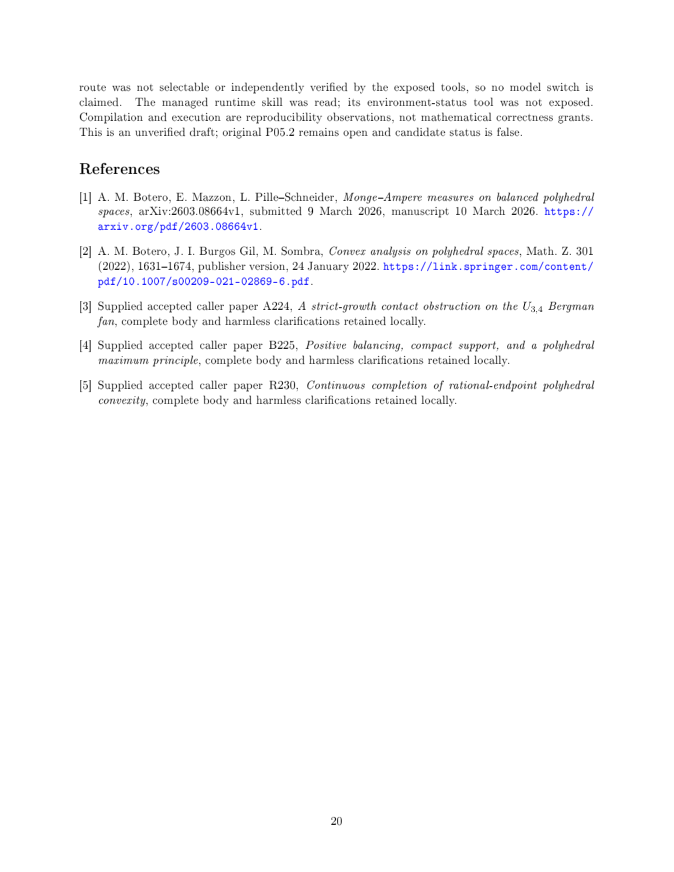 route was not selectable or independently verified by the exposed tools, so no model switch is
claimed. The managed runtime skill was read; its environment-status tool was not exposed.
Compilation and execution are reproducibility observations, not mathematical correctness grants.
This is an unverified draft; original P05.2 remains open and candidate status is false.
References
[1] A. M. Botero, E. Mazzon, L. Pille–Schneider, Monge–Ampere measures on balanced polyhedral
spaces, arXiv:2603.08664v1, submitted 9 March 2026, manuscript 10 March 2026. https://
arxiv.org/pdf/2603.08664v1.
[2] A. M. Botero, J. I. Burgos Gil, M. Sombra, Convex analysis on polyhedral spaces, Math. Z. 301
(2022), 1631–1674, publisher version, 24 January 2022. https://link.springer.com/content/
pdf/10.1007/s00209-021-02869-6.pdf.
[3] Supplied accepted caller paper A224, A strict-growth contact obstruction on the U3,4 Bergman
fan, complete body and harmless clarifications retained locally.
[4] Supplied accepted caller paper B225, Positive balancing, compact support, and a polyhedral
maximum principle, complete body and harmless clarifications retained locally.
[5] Supplied accepted caller paper R230, Continuous completion of rational-endpoint polyhedral
convexity, complete body and harmless clarifications retained locally.
20